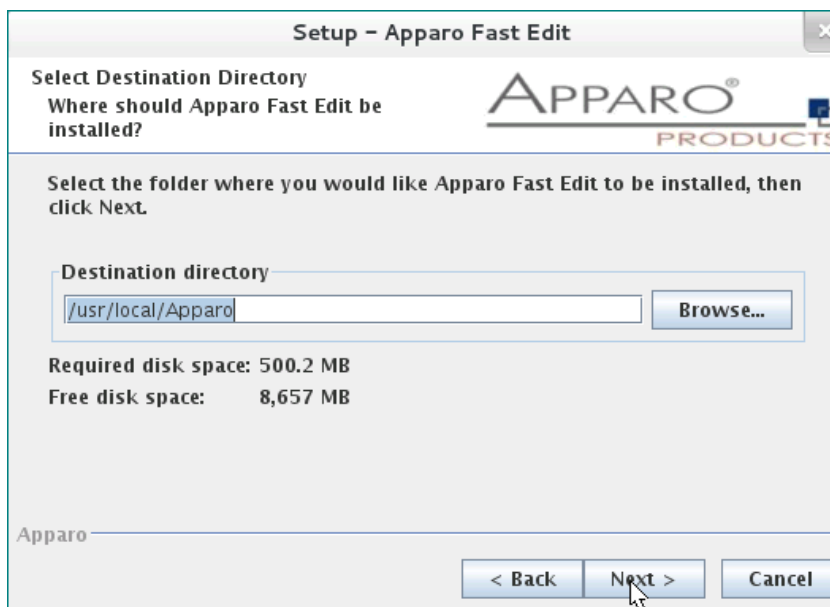 Setup - Apparo Fast Edit
Select Destination Directory
Where should Apparo Fast Edit be
installed?
APPARO®
PRODUCTS
Select the folder where you would like Apparo Fast Edit to be installed, then
click Next.
Destination directory
/usr/local/Apparo
Browse...
Required disk space: 500.2 MB
Free disk space: 8,657 MB
Apparo
< Back Next > Cancel